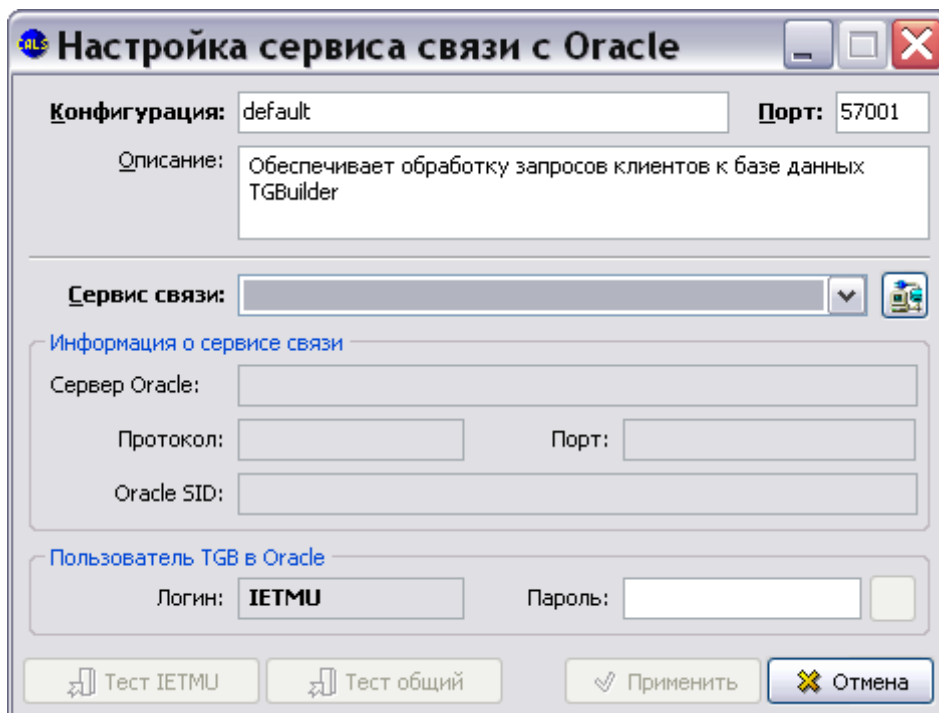 CALS Настройка сервиса связи с Oracle
Конфигурация: default Порт: 57001
Описание: Обеспечивает обработку запросов клиентов к базе данных
TGBuilder
Сервис связи:
Информация о сервисе связи
Сервер Oracle:
Протокол: Порт:
Oracle SID:
Пользователь TGB в Oracle
Логин: IETMU Пароль:
Тест IETMU Тест общий Применить Отмена